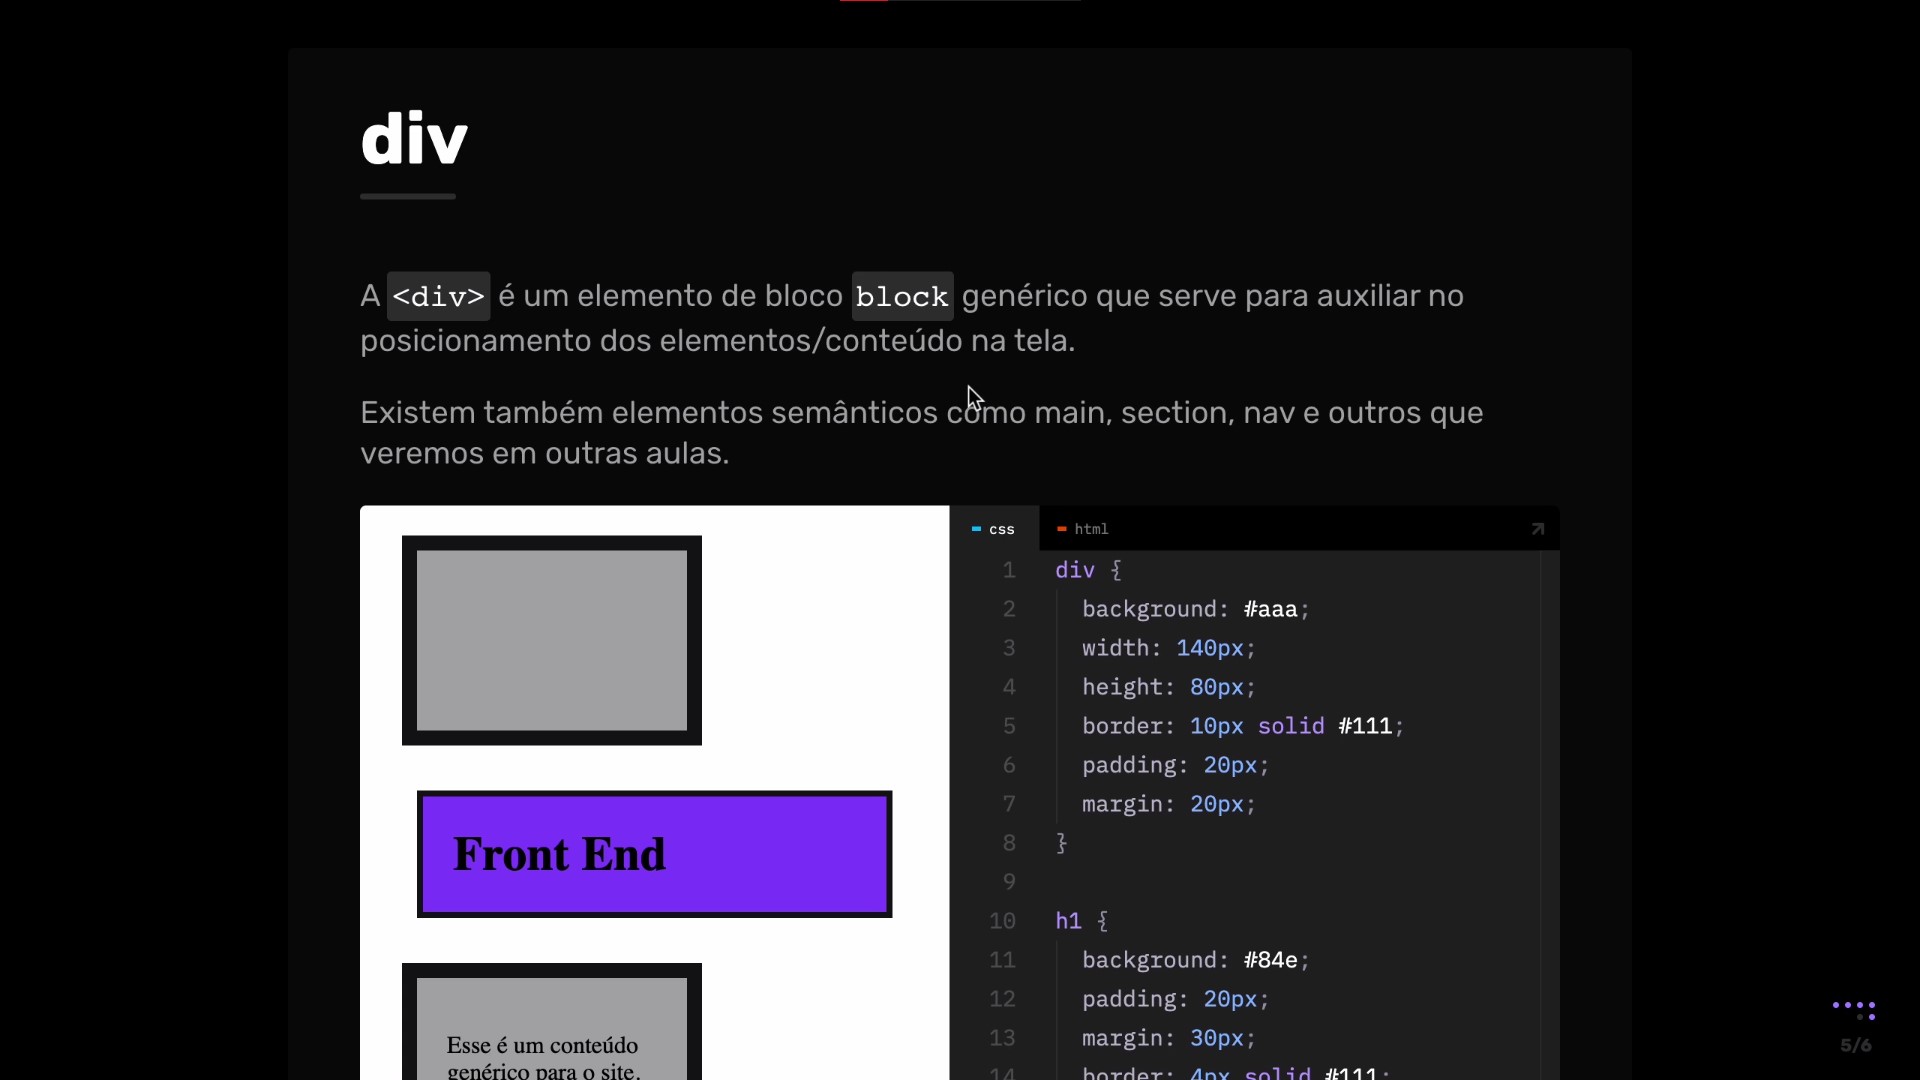 div
A <div> é um elemento de bloco block genérico que serve para auxiliar no
posicionamento dos elementos/conteúdo na tela.
Existem também elementos semânticos como main, section, nav e outros que
veremos em outras aulas.
Front End
Esse é um conteúdo
genérico para o site.
css html
1 div {
2 background: #aaa;
3 width: 140px;
4 height: 80px;
5 border: 10px solid #111;
6 padding: 20px;
7 margin: 20px;
8 }
9
10 h1 {
11 background: #84e;
12 padding: 20px;
13 margin: 30px;
14 border: 4px solid #111;
5/6